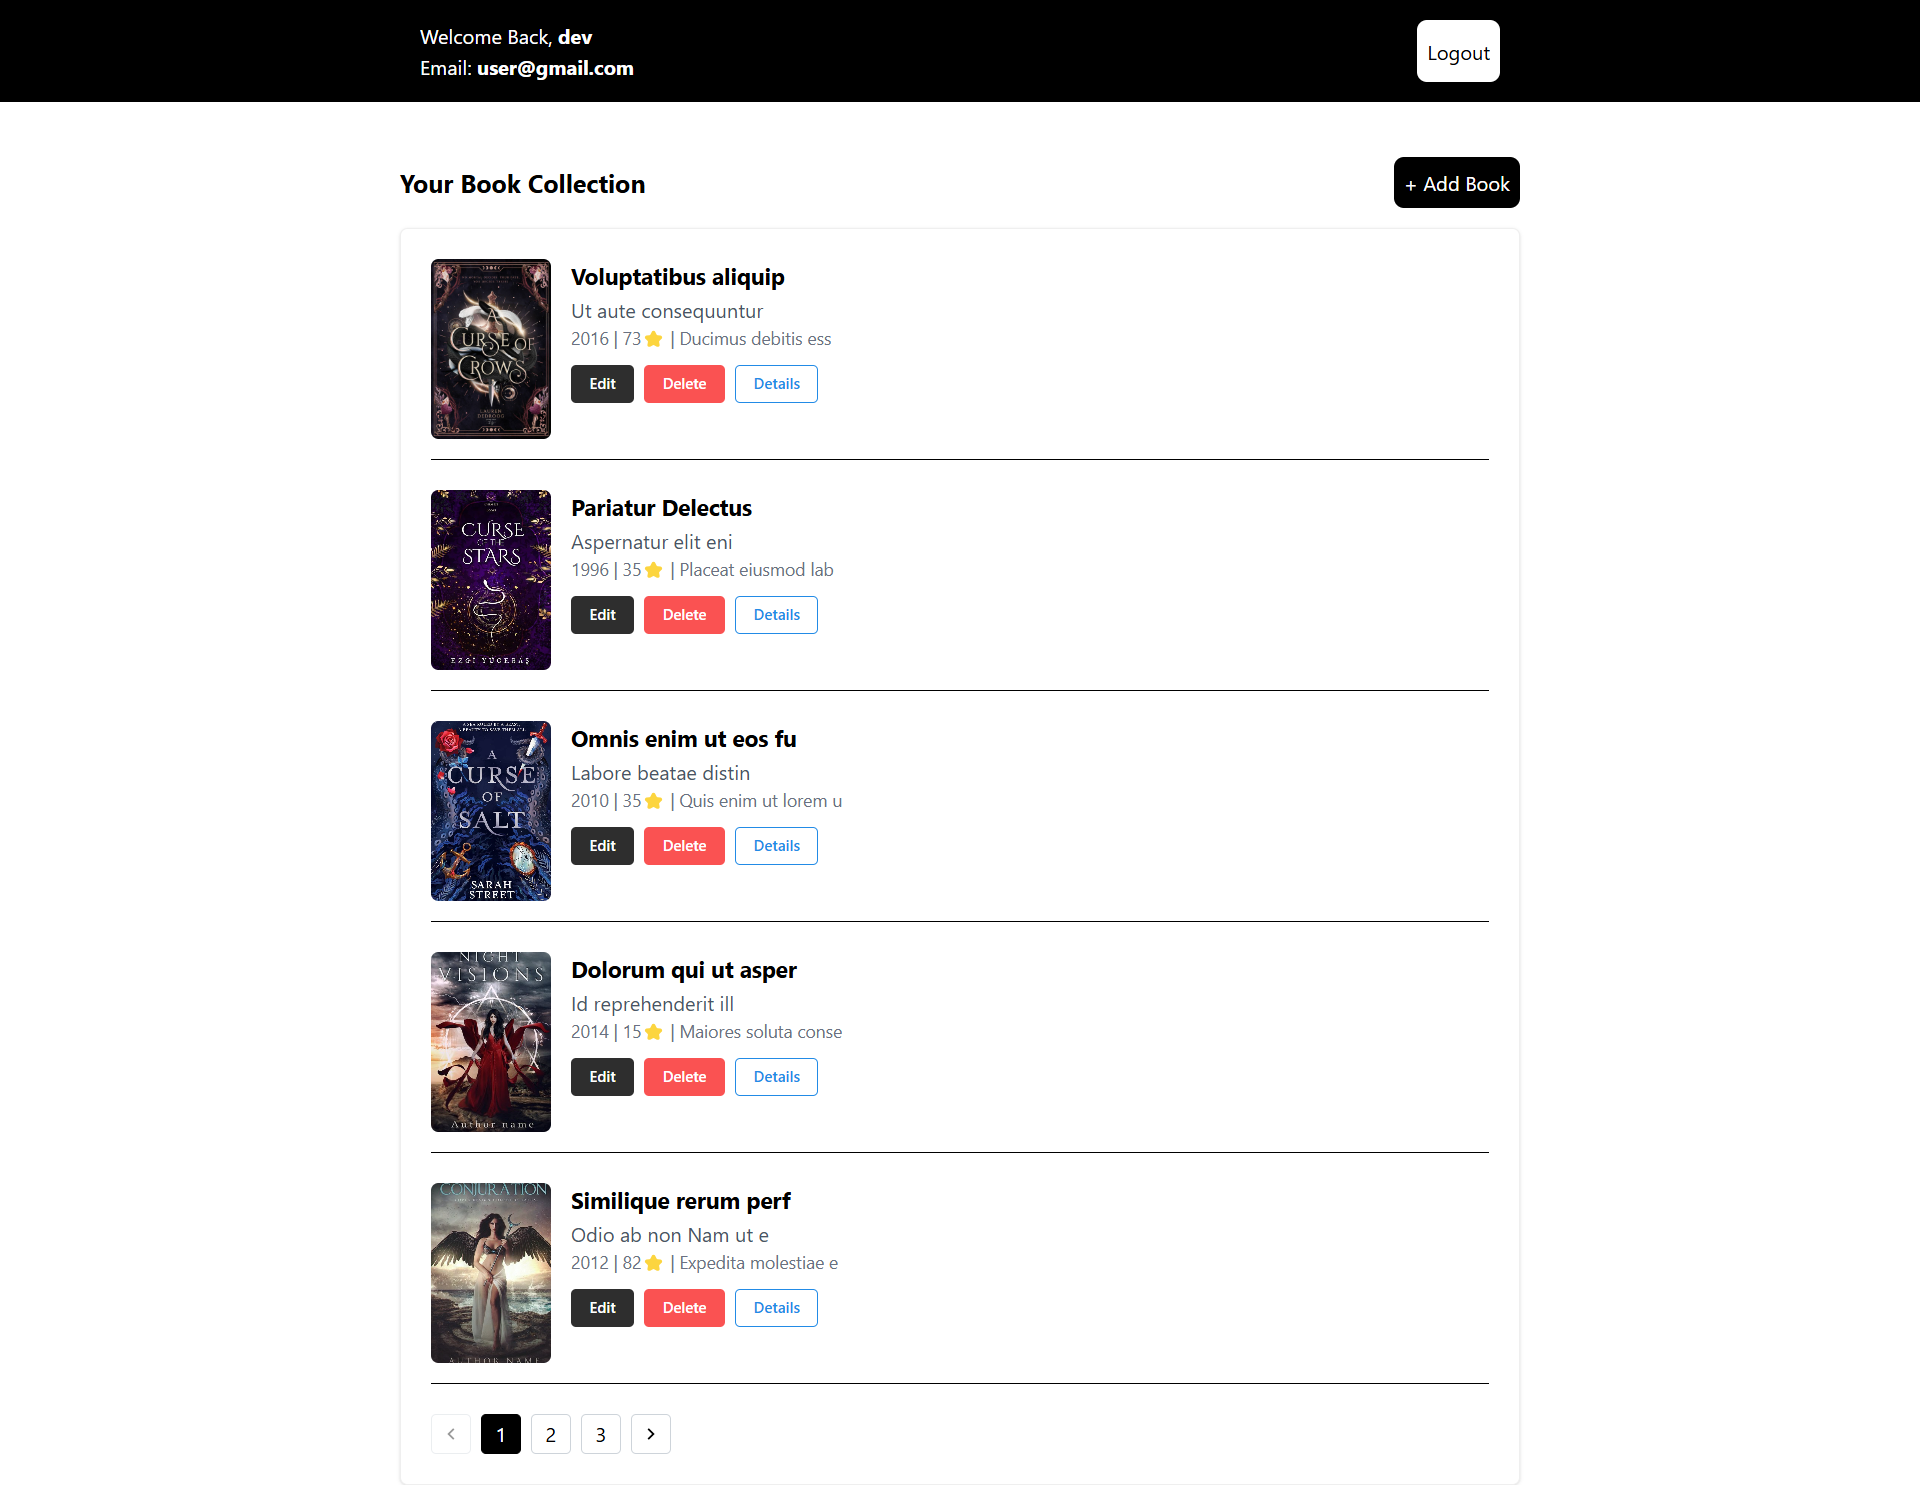 Welcome Back, dev
Email: user@gmail.com
Logout
Your Book Collection
+ Add Book
A
CURSE OF
CROWS
LAUREN
DEDROOG
Voluptatibus aliquip
Ut aute consequuntur
2016 | 73 ⭐ | Ducimus debitis ess
Edit Delete Details
CURSE
OF THE
STARS
EZGI YÜCEBAŞ
Pariatur Delectus
Aspernatur elit eni
1996 | 35 ⭐ | Placeat eiusmod lab
Edit Delete Details
A
CURSE
OF
SALT
SARAH
STREET
Omnis enim ut eos fu
Labore beatae distin
2010 | 35 ⭐ | Quis enim ut lorem u
Edit Delete Details
NIGHT
VISIONS
Author name
Dolorum qui ut asper
Id reprehenderit ill
2014 | 15 ⭐ | Maiores soluta conse
Edit Delete Details
CONJURATION
AUTHOR NAME
Similique rerum perf
Odio ab non Nam ut e
2012 | 82 ⭐ | Expedita molestiae e
Edit Delete Details
1 2 3